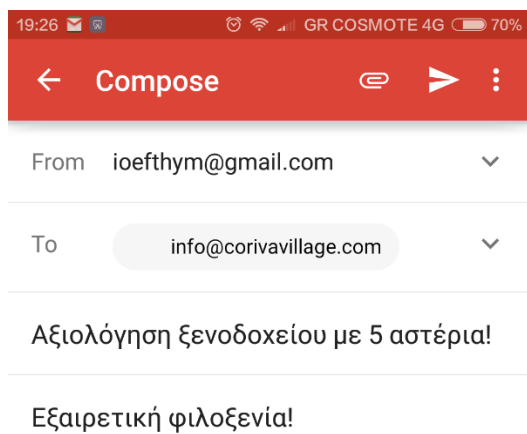 19:26 GR COSMOTE 4G 70%
Compose
From ioefthym@gmail.com
To info@corivavillage.com
Αξιολόγηση ξενοδοχείου με 5 αστέρια!
Εξαιρετική φιλοξενία!